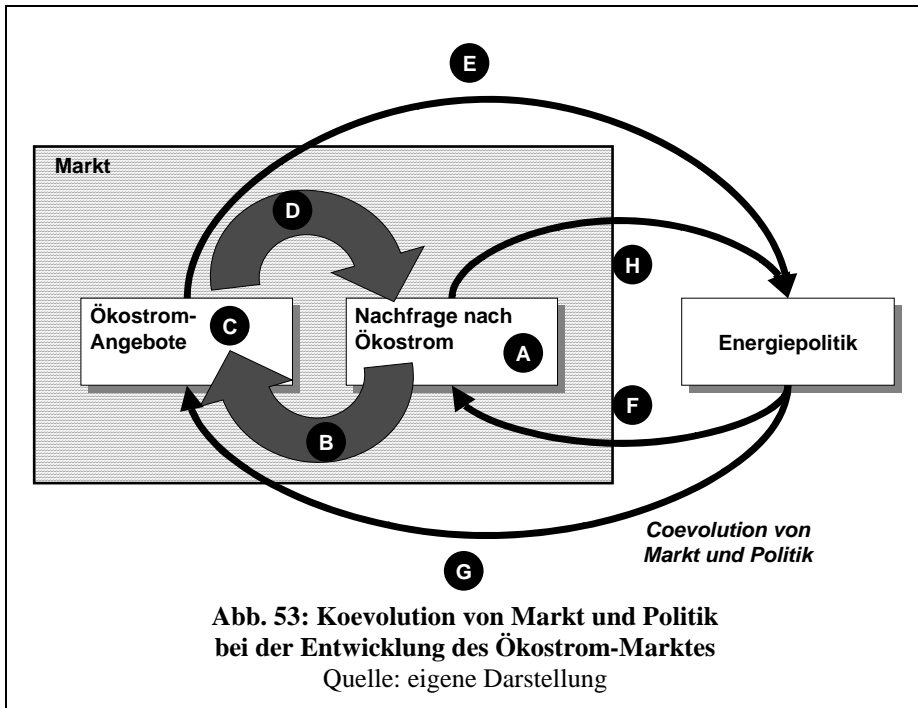 E
Markt
D
H
Ökostrom-
Angebote
C
Nachfrage nach
Ökostrom
A
Energiepolitik
F
B
Coevolution von
Markt und Politik
G
Abb. 53: Koevolution von Markt und Politik
bei der Entwicklung des Ökostrom-Marktes
Quelle: eigene Darstellung